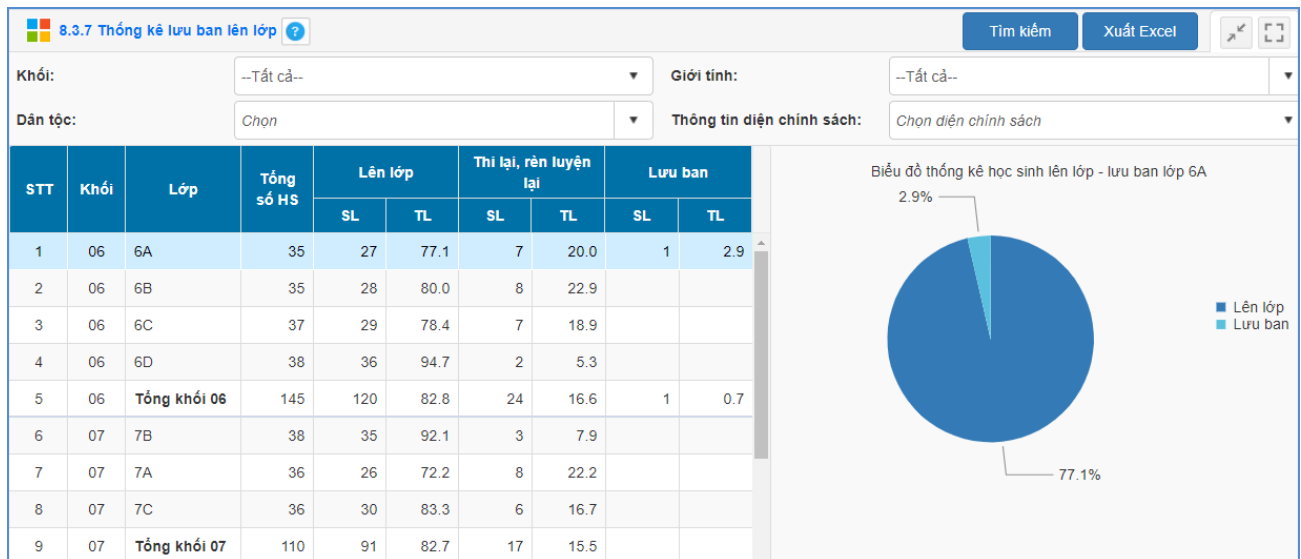 8.3.7 Thống kê lưu ban lên lớp ?
Tìm kiếm
Xuất Excel
Khối: --Tất cả-- Giới tính: --Tất cả--
Dân tộc: Chọn Thông tin diện chính sách: Chọn diện chính sách
STT Khối Lớp Tổng số HS Lên lớp Thi lại, rèn luyện lại Lưu ban
SL TL SL TL SL TL
1 06 6A 35 27 77.1 7 20.0 1 2.9
2 06 6B 35 28 80.0 8 22.9
3 06 6C 37 29 78.4 7 18.9
4 06 6D 38 36 94.7 2 5.3
5 06 Tổng khối 06 145 120 82.8 24 16.6 1 0.7
6 07 7B 38 35 92.1 3 7.9
7 07 7A 36 26 72.2 8 22.2
8 07 7C 36 30 83.3 6 16.7
9 07 Tổng khối 07 110 91 82.7 17 15.5
Biểu đồ thống kê học sinh lên lớp - lưu ban lớp 6A
2.9%
Lên lớp
Lưu ban
77.1%